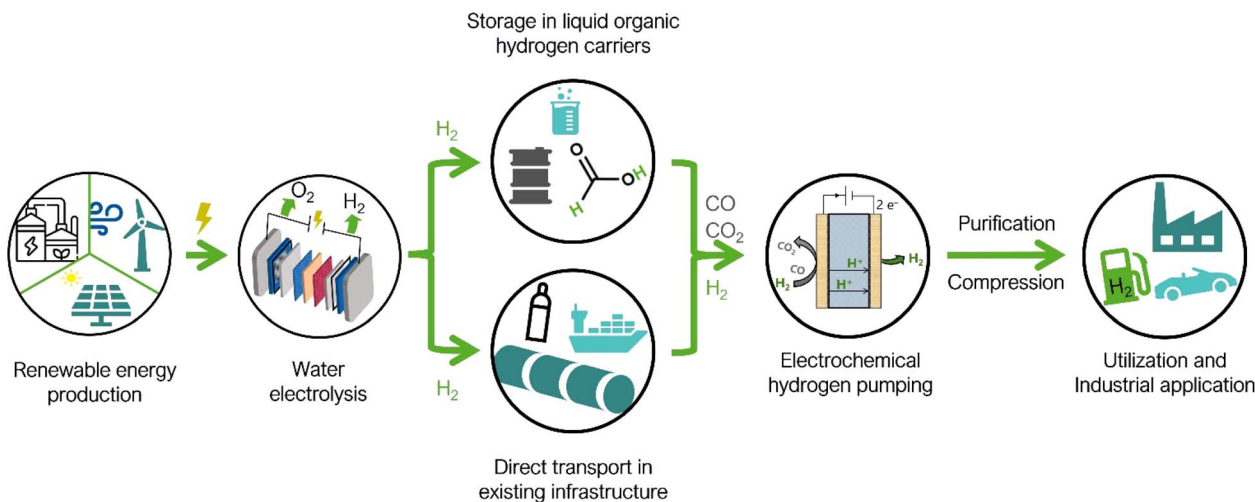 Storage in liquid organic
hydrogen carriers
H₂
O
OH
H
O₂
H₂
CO
CO₂
H₂
2 e⁻
CO₂
CO
H₂
H⁺
H⁺
H₂
Purification
Compression
H₂
Renewable energy
production
Water
electrolysis
H₂
Electrochemical
hydrogen pumping
Utilization and
Industrial application
Direct transport in
existing infrastructure